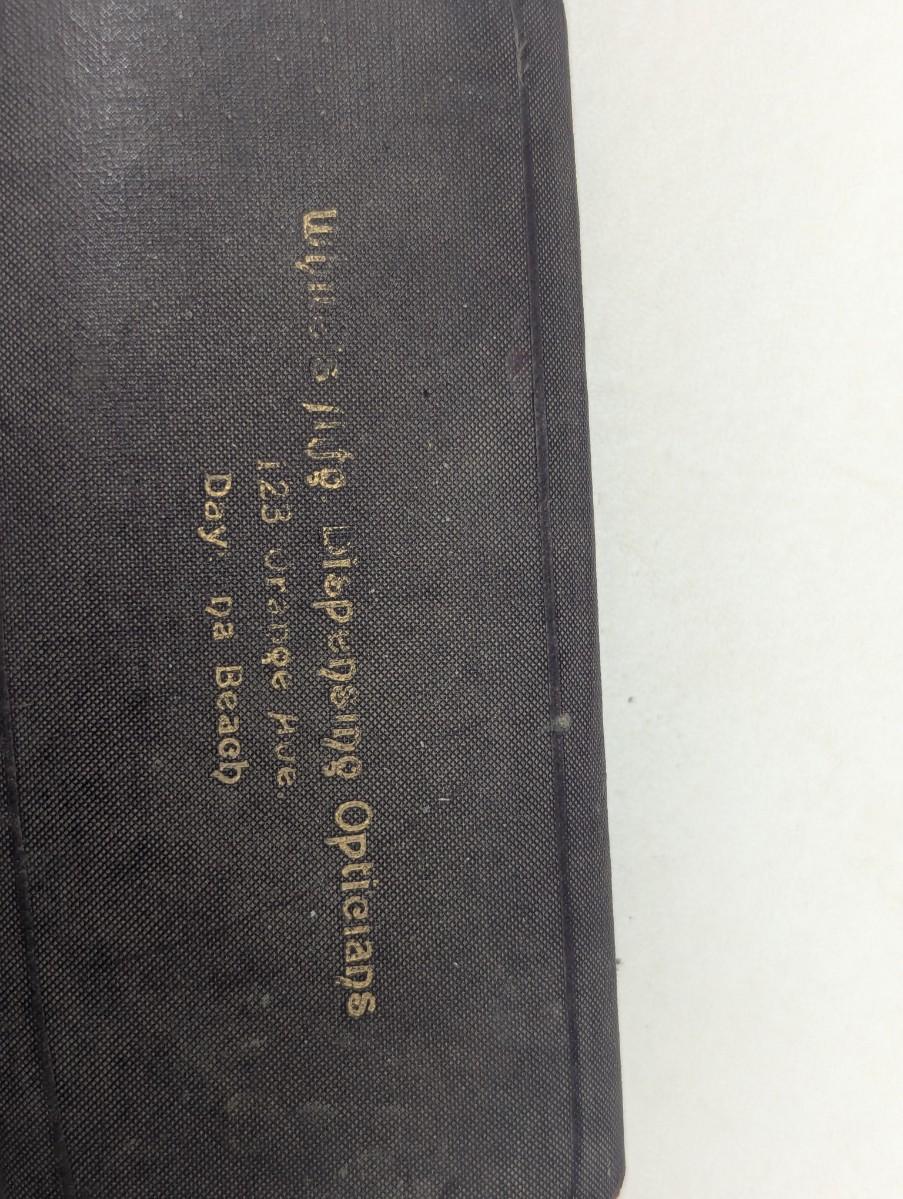 Dispensing Opticians
123 Orange Ave.
Daytona Beach